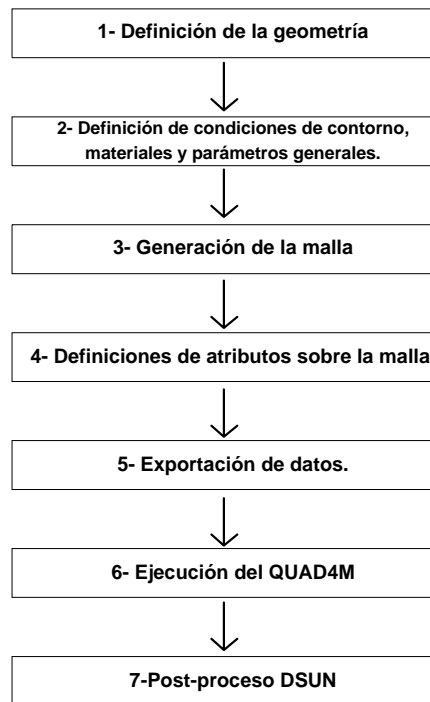 1- Definición de la geometría
2- Definición de condiciones de contorno,
materiales y parámetros generales.
3- Generación de la malla
4- Definiciones de atributos sobre la malla
5- Exportación de datos.
6- Ejecución del QUAD4M
7-Post-proceso DSUN